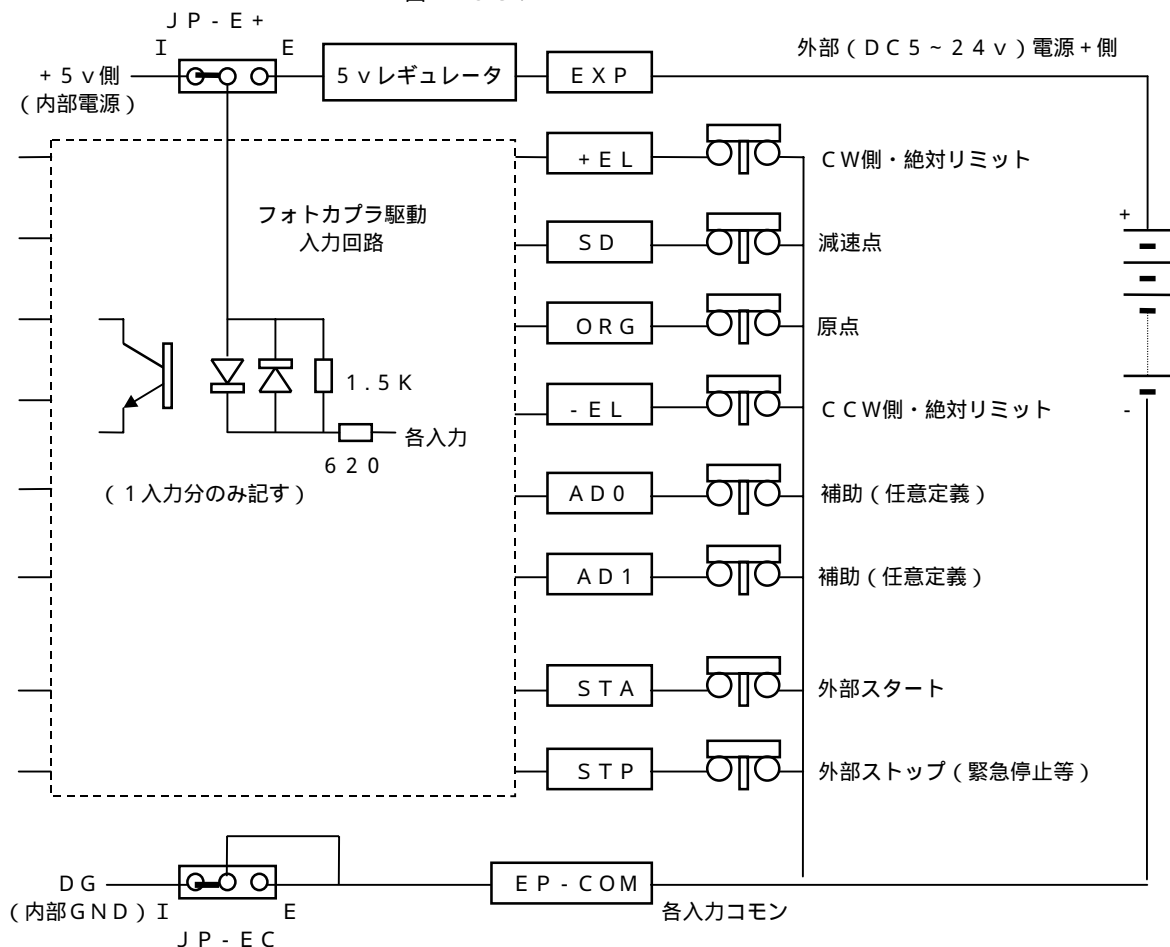 JP-E+
I E
+5v側
(内部電源)
5vレギュレータ
EXP
外部(DC5~24v)電源+側
+EL
CW側・絶対リミット
フォトカプラ駆動
入力回路
SD
減速点
+
ORG
原点
1.5K
-EL
CCW側・絶対リミット
-
各入力
620
(1入力分のみ記す)
AD0
補助(任意定義)
AD1
補助(任意定義)
STA
外部スタート
STP
外部ストップ(緊急停止等)
DG
(内部GND)I E
EP-COM
各入力コモン
JP-EC